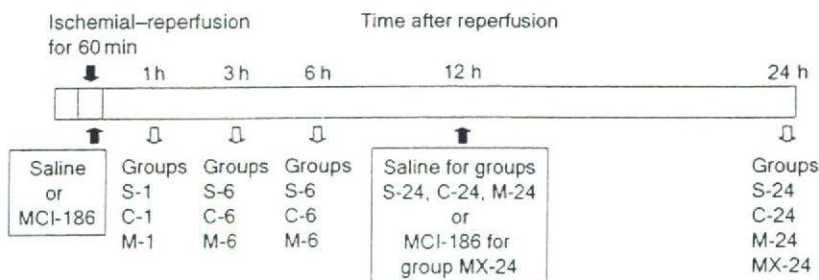 Ischemial–reperfusion
for 60 min
Time after reperfusion
1 h 3 h 6 h 12 h 24 h
Saline
or
MCI-186
Groups
S-1
C-1
M-1
Groups
S-6
C-6
M-6
Groups
S-6
C-6
M-6
Saline for groups
S-24, C-24, M-24
or
MCI-186 for
group MX-24
Groups
S-24
C-24
M-24
MX-24